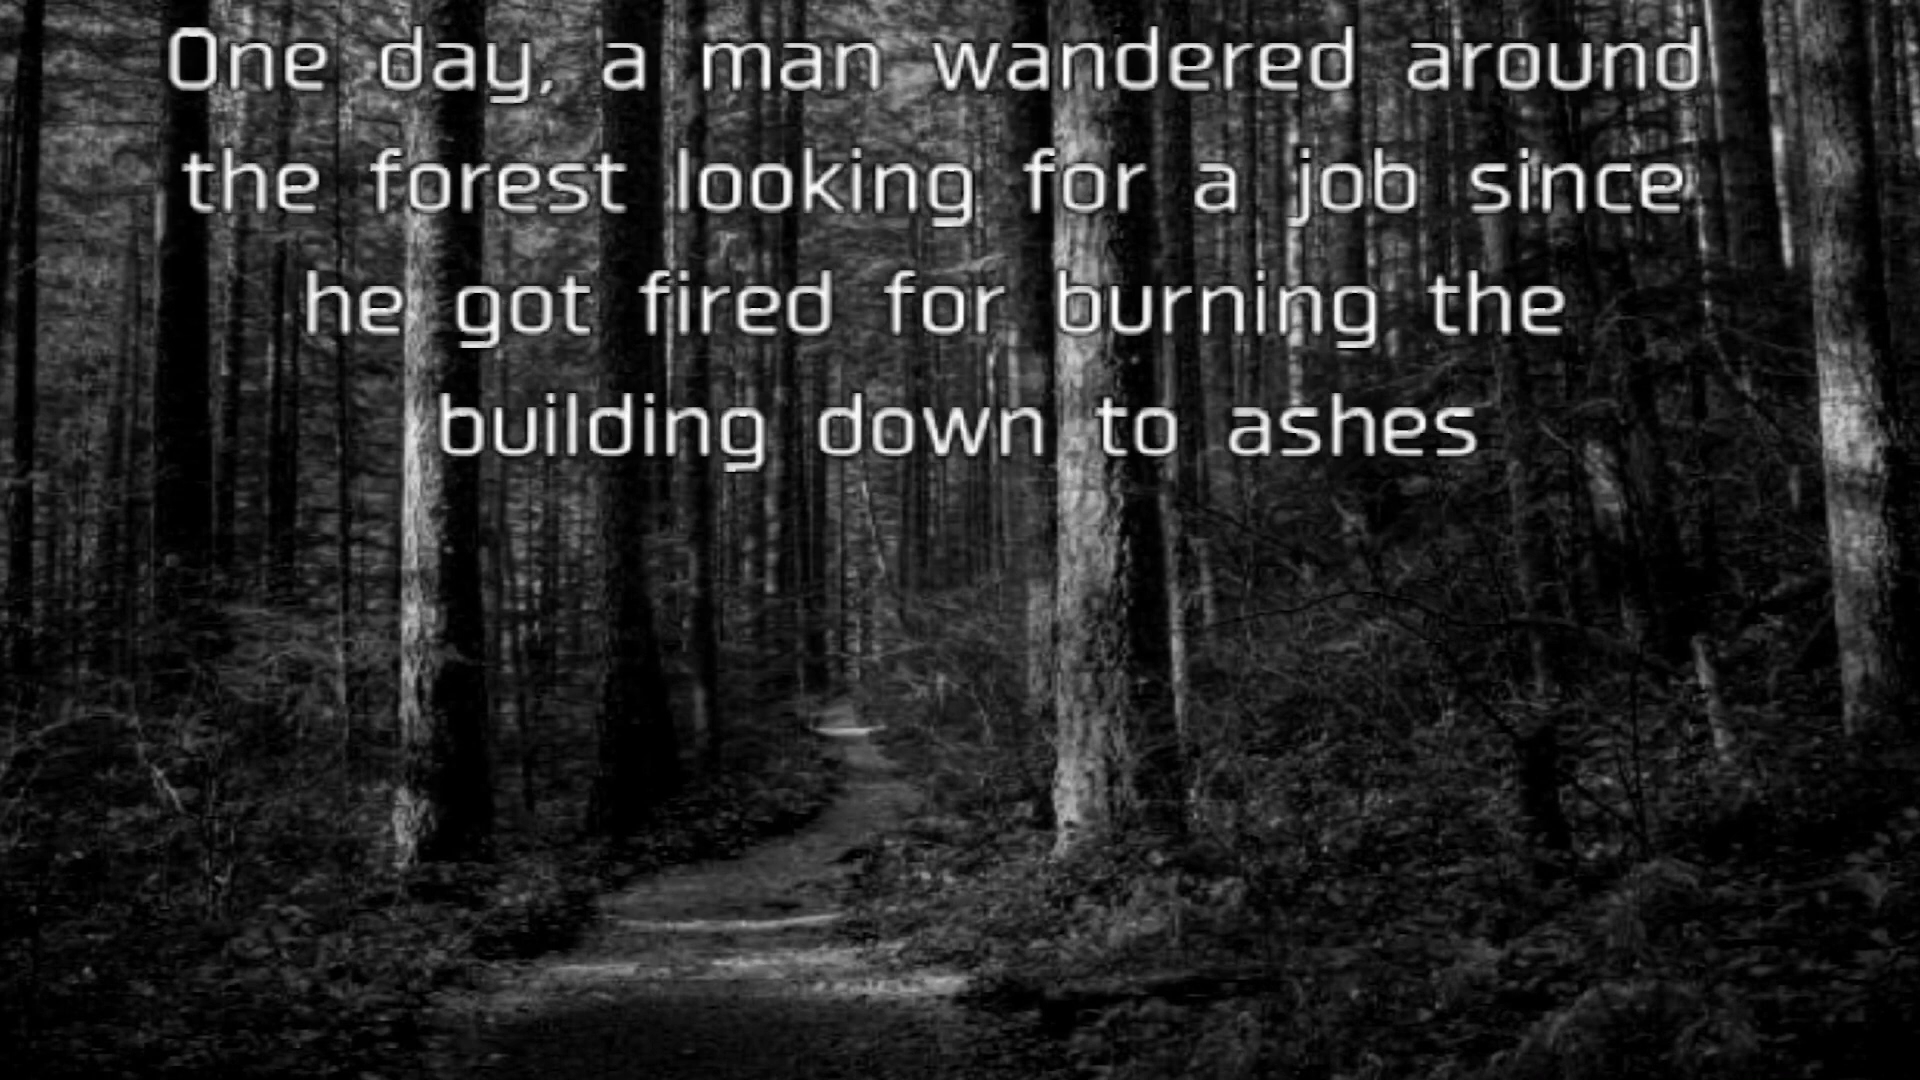 One day, a man wandered around
the forest looking for a job since
he got fired for burning the
building down to ashes